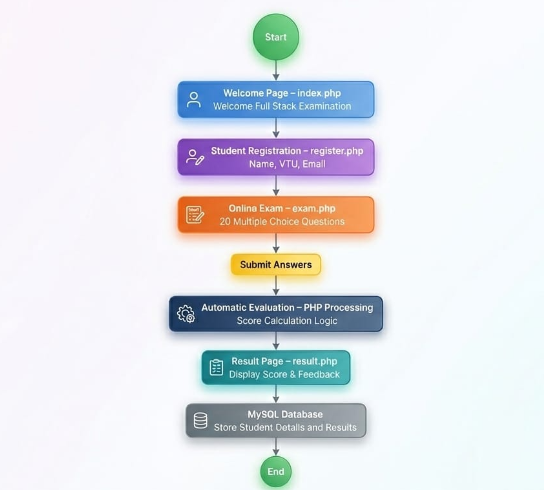 Start
Welcome Page – index.php
Welcome Full Stack Examination
Student Registration – register.php
Name, VTU, Email
Online Exam – exam.php
20 Multiple Choice Questions
Submit Answers
Automatic Evaluation – PHP Processing
Score Calculation Logic
Result Page – result.php
Display Score & Feedback
MySQL Database
Store Student Details and Results
End